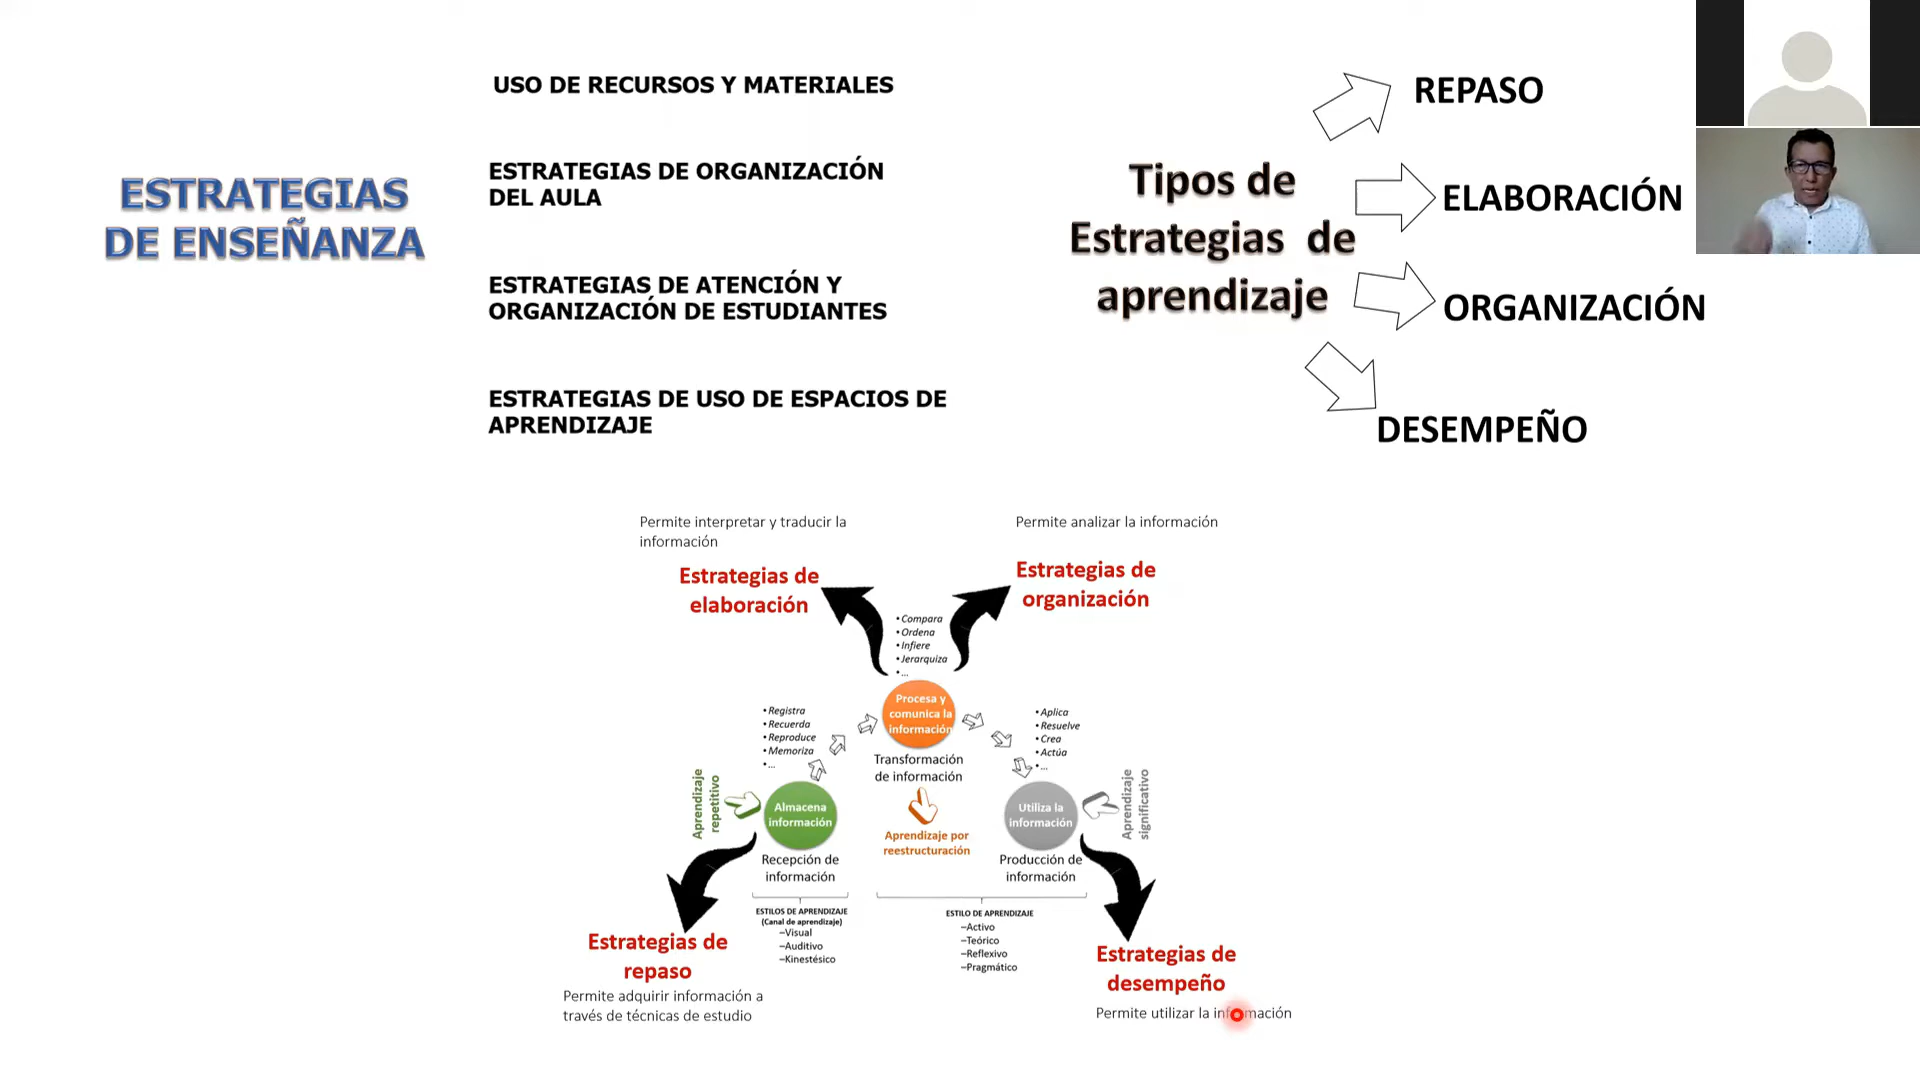 ESTRATEGIAS
DE ENSEÑANZA
USO DE RECURSOS Y MATERIALES
ESTRATEGIAS DE ORGANIZACIÓN
DEL AULA
ESTRATEGIAS DE ATENCIÓN Y
ORGANIZACIÓN DE ESTUDIANTES
ESTRATEGIAS DE USO DE ESPACIOS DE
APRENDIZAJE
Tipos de
Estrategias de
aprendizaje
REPASO
ELABORACIÓN
ORGANIZACIÓN
DESEMPEÑO
Permite interpretar y traducir la
información
Estrategias de
elaboración
Permite analizar la información
Estrategias de
organización
•Compara
•Ordena
•Infiere
•Jerarquiza
•...
Procesa y
comunica la
información
Transformación
de información
Aprendizaje por
reestructuración
•Registra
•Recuerda
•Reproduce
•Memoriza
•...
Aprendizaje
repetitivo
Almacena
información
Recepción de
información
•Aplica
•Resuelve
•Crea
•Actúa
•...
Utiliza la
información
Aprendizaje
significativo
Producción de
información
ESTILOS DE APRENDIZAJE
(Canal de aprendizaje)
–Visual
–Auditivo
–Kinestésico
ESTILO DE APRENDIZAJE
–Activo
–Teórico
–Reflexivo
–Pragmático
Estrategias de
repaso
Permite adquirir información a
través de técnicas de estudio
Estrategias de
desempeño
Permite utilizar la información